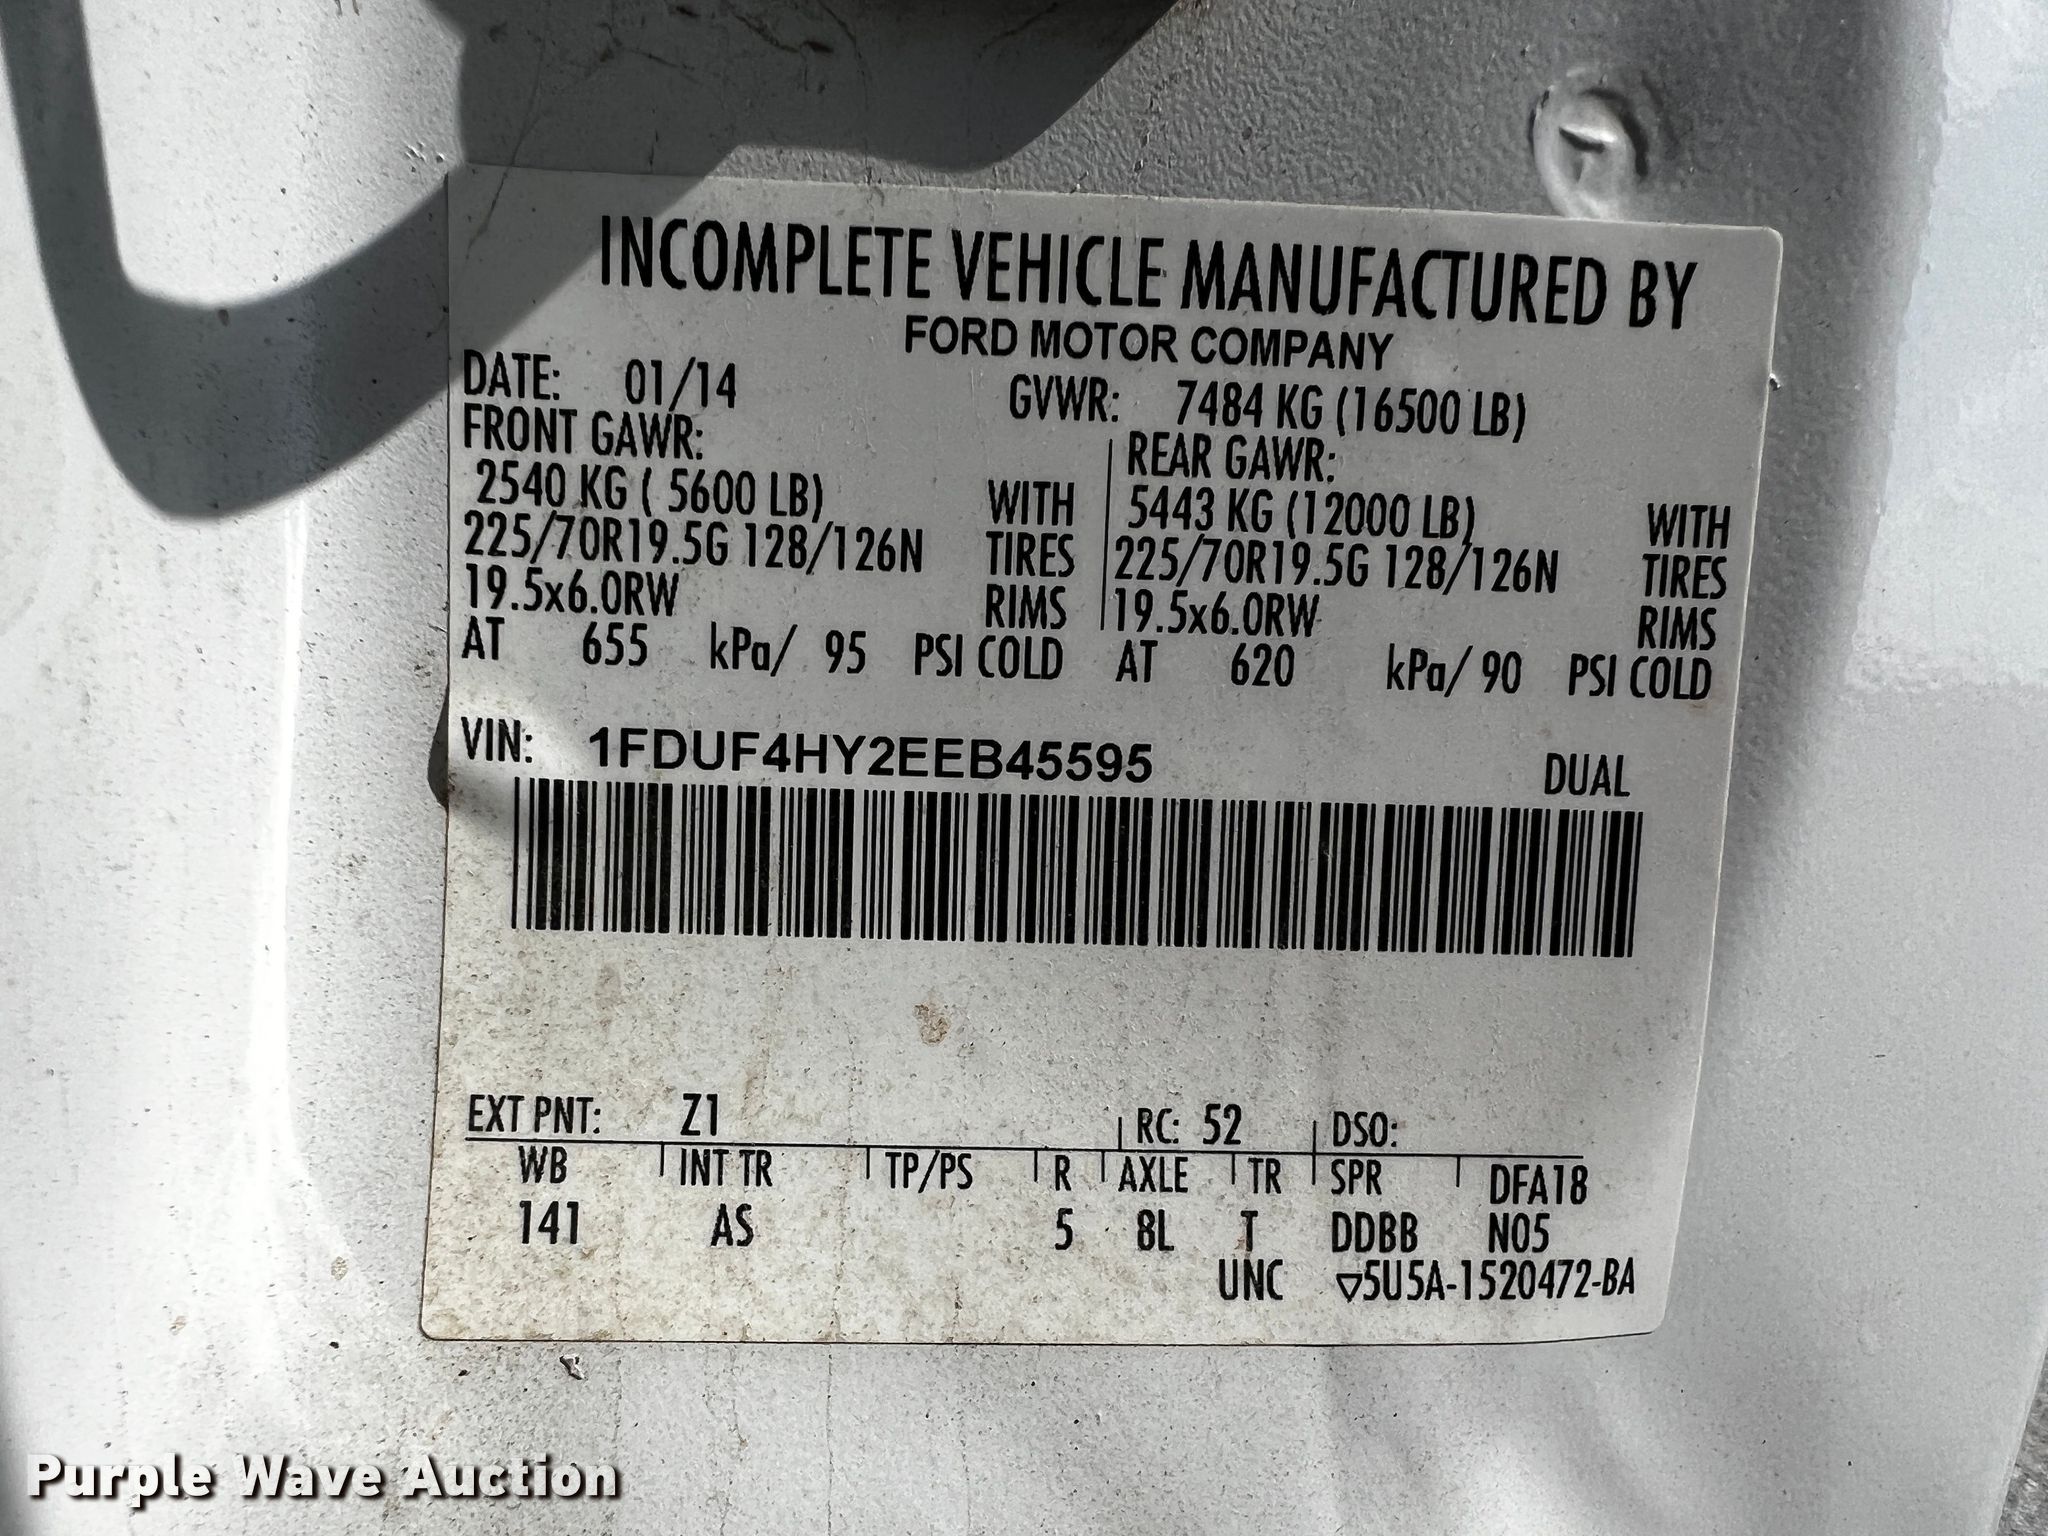 INCOMPLETE VEHICLE MANUFACTURED BY
FORD MOTOR COMPANY
DATE: 01/14 GVWR: 7484 KG (16500 LB)
FRONT GAWR: REAR GAWR:
2540 KG ( 5600 LB) WITH 5443 KG (12000 LB) WITH
225/70R19.5G 128/126N TIRES 225/70R19.5G 128/126N TIRES
19.5x6.0RW RIMS 19.5x6.0RW RIMS
AT 655 kPa/ 95 PSI COLD AT 620 kPa/ 90 PSI COLD
VIN: 1FDUF4HY2EEB45595 DUAL
EXT PNT: Z1 RC: 52 DSO:
WB INT TR TP/PS R AXLE TR SPR DFA18
141 AS 5 8L T DDBB N05
UNC ▽5U5A-1520472-BA
Purple Wave Auction